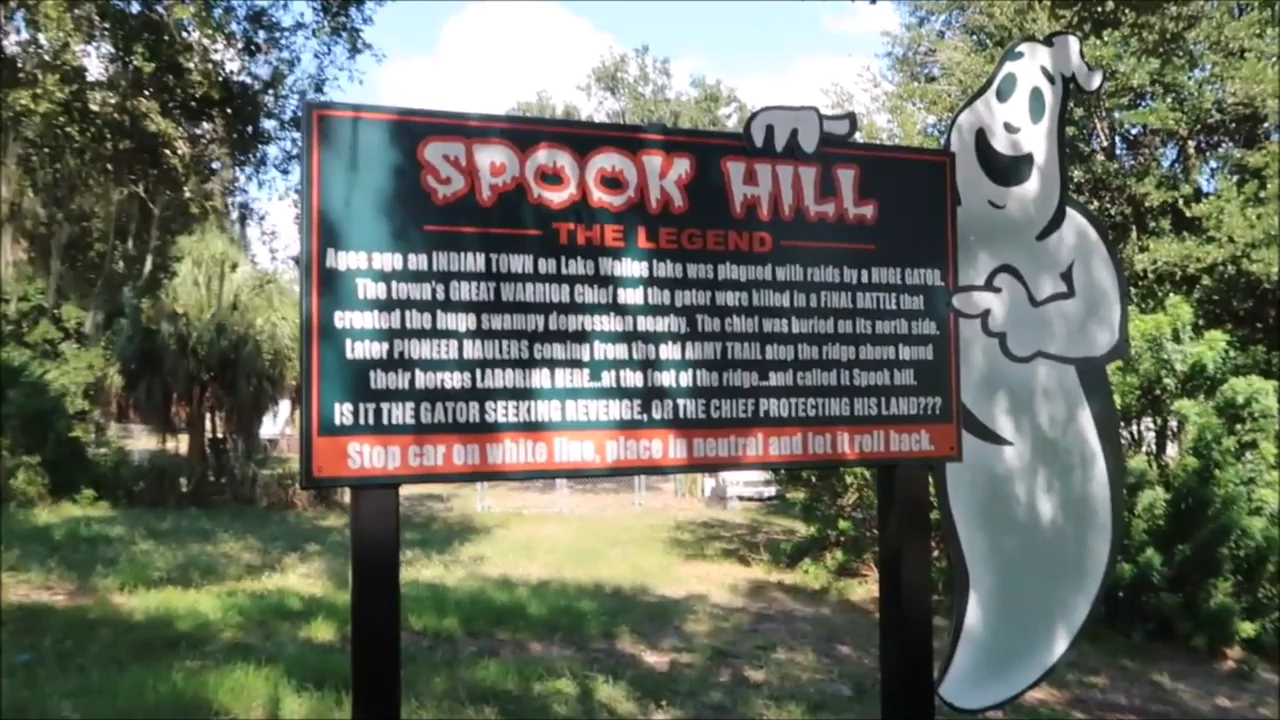 SPOOK HILL
THE LEGEND
Ages ago an INDIAN TOWN on Lake Wailes lake was plagued with raids by a HUGE GATOR.
The town's GREAT WARRIOR Chief and the gator were killed in a FINAL BATTLE that
created the huge swampy depression nearby. The chief was buried on its north side.
Later PIONEER HAULERS coming from the old ARMY TRAIL atop the ridge above found
their horses LABORING HERE...at the foot of the ridge...and called it Spook hill.
IS IT THE GATOR SEEKING REVENGE, OR THE CHIEF PROTECTING HIS LAND???
Stop car on white line, place in neutral and let it roll back.